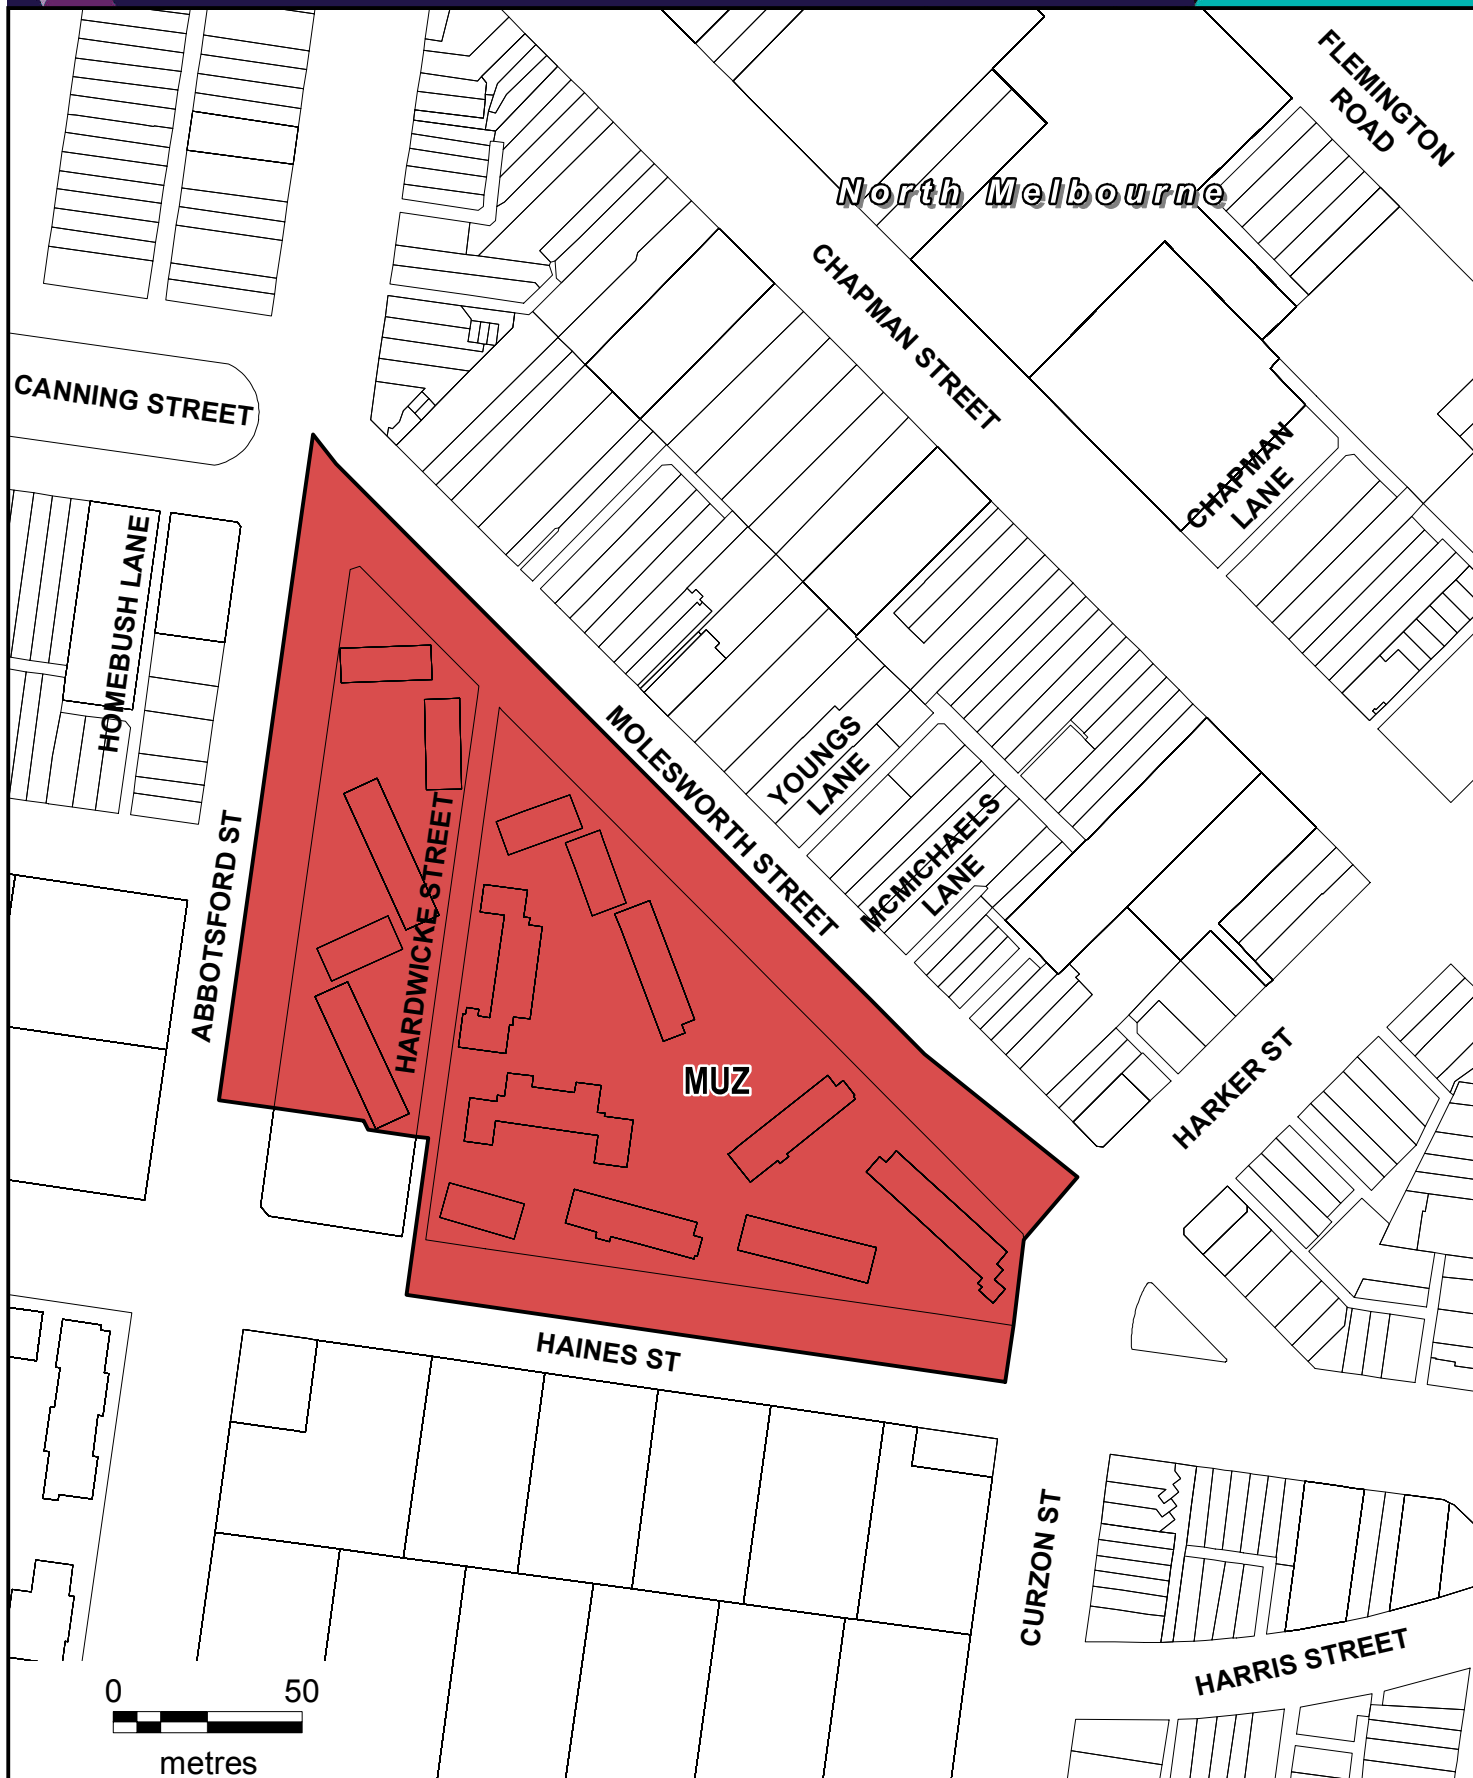 FLEMINGTON
ROAD
North Melbourne
CHAPMAN STREET
CANNING STREET
CHAPMAN
LANE
HOMEBUSH LANE
MOLESWORTH STREET
YOUNGS
LANE
MCMICHAELS
LANE
ABBOTSFORD ST
HARDWICKE STREET
MUZ
HARKER ST
HAINES ST
CURZON ST
HARRIS STREET
0 50
metres